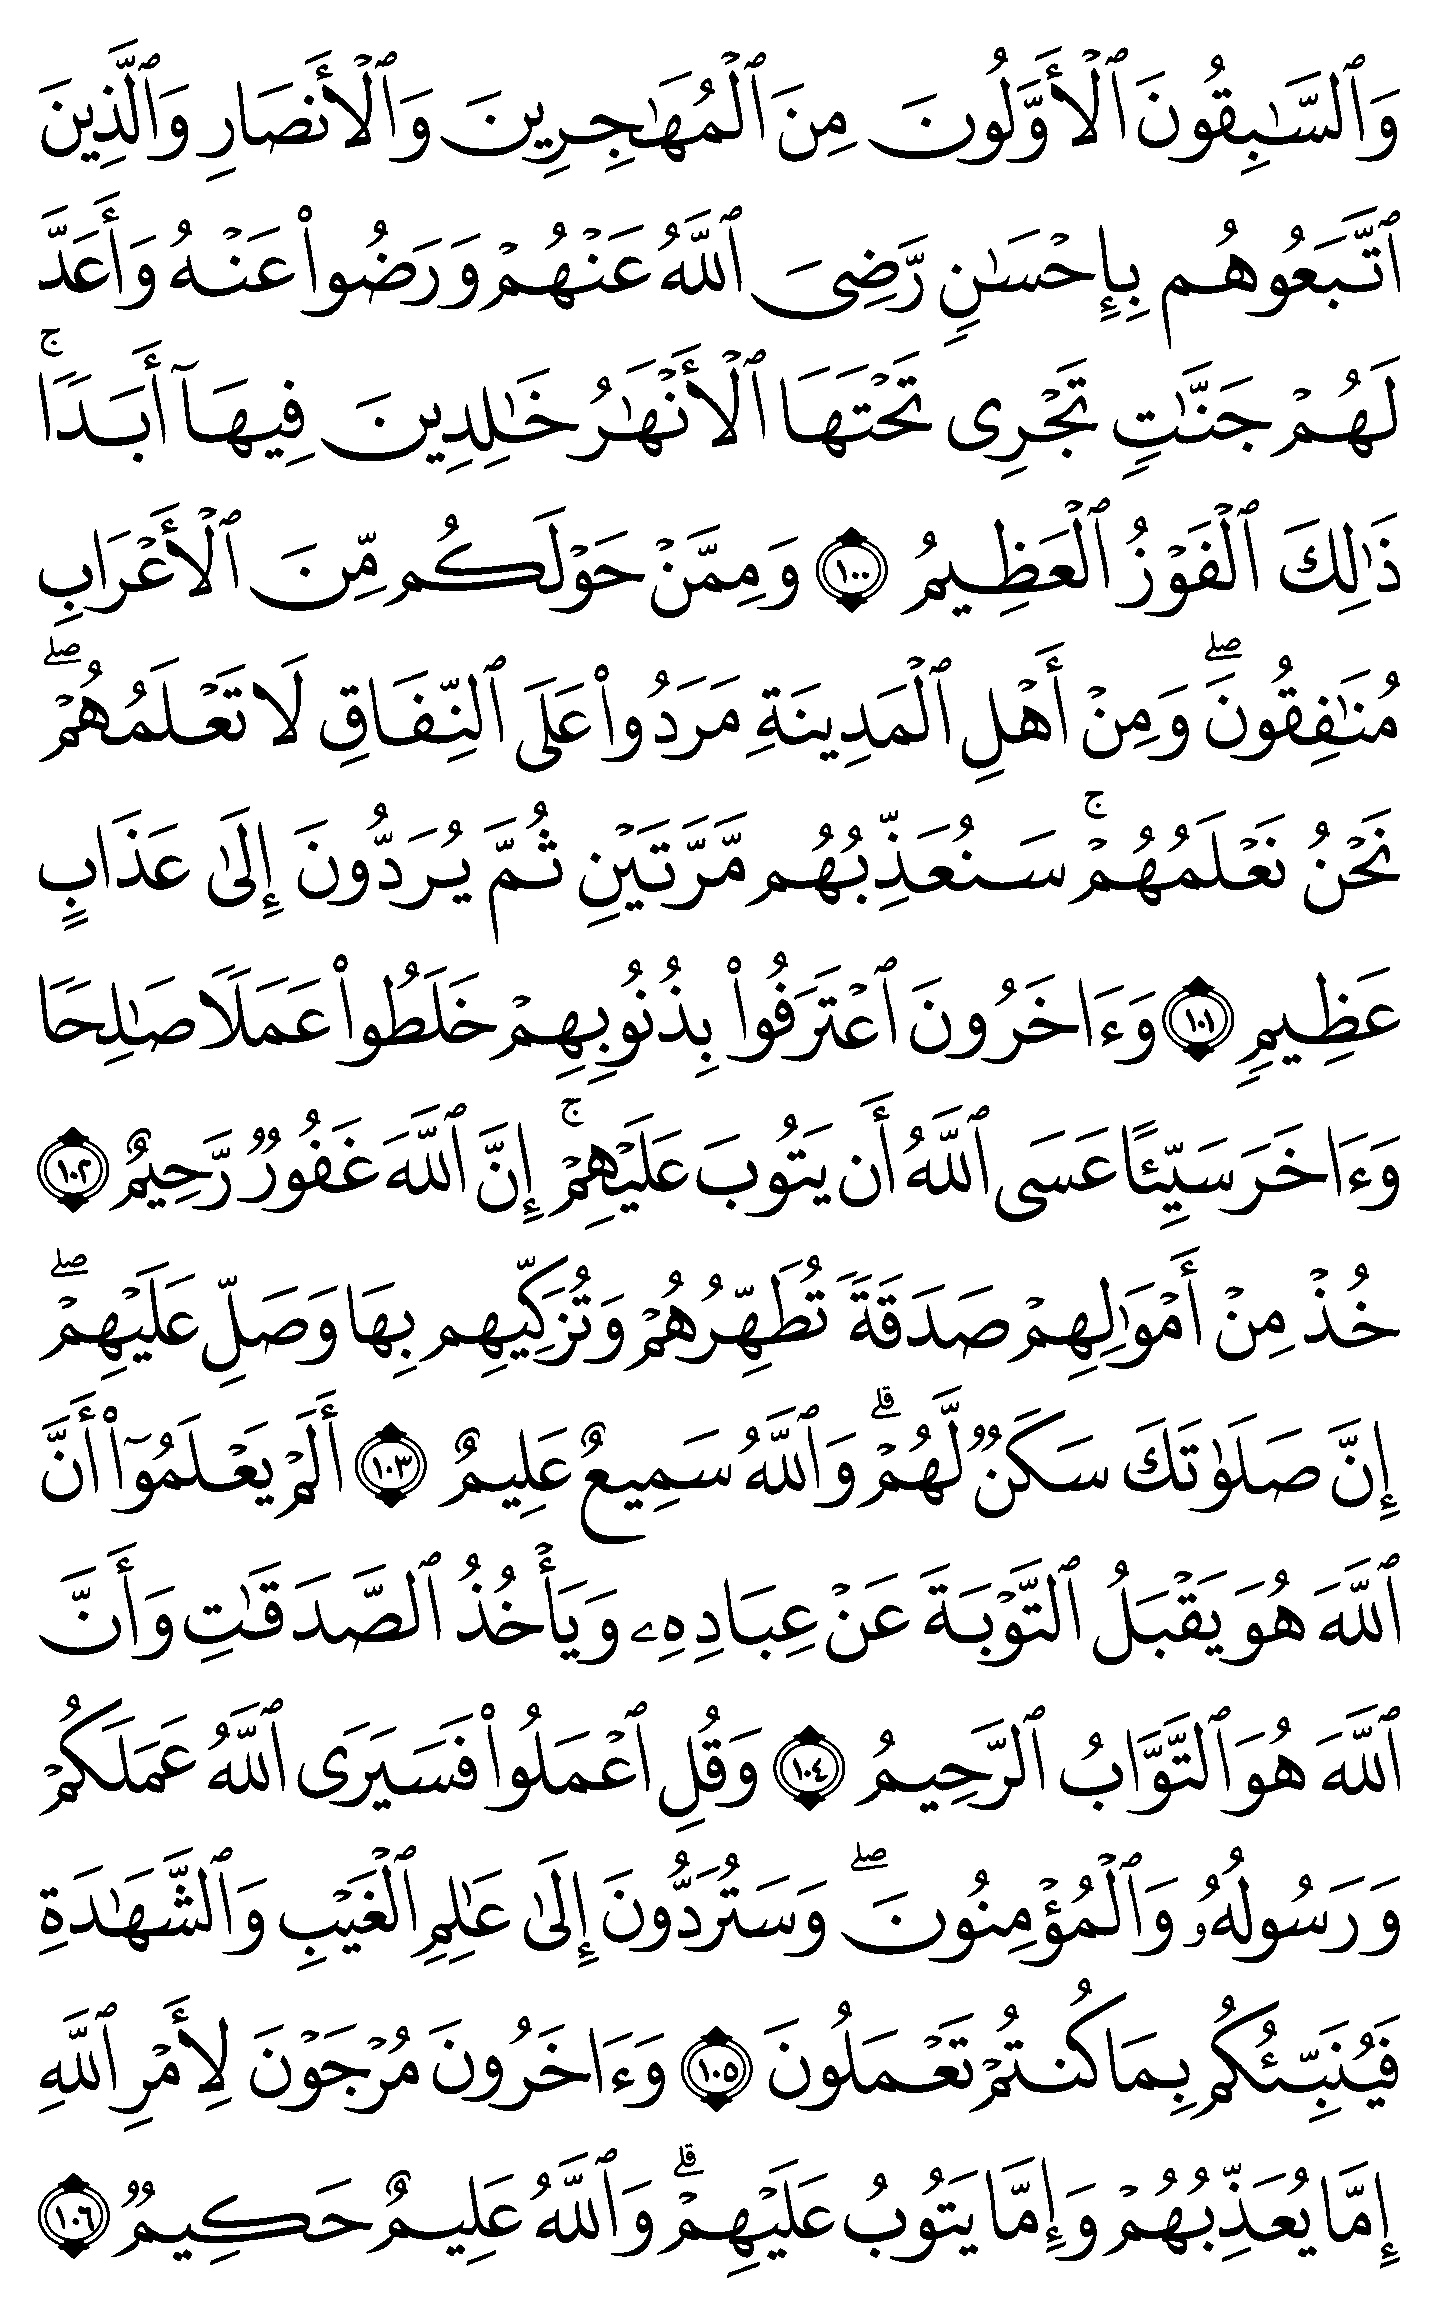 وَٱلسَّٰبِقُونَ ٱلۡأَوَّلُونَ مِنَ ٱلۡمُهَٰجِرِينَ وَٱلۡأَنصَارِ وَٱلَّذِينَ
ٱتَّبَعُوهُم بِإِحۡسَٰنٖ رَّضِيَ ٱللَّهُ عَنۡهُمۡ وَرَضُواْ عَنۡهُ وَأَعَدَّ
لَهُمۡ جَنَّٰتٖ تَجۡرِي تَحۡتَهَا ٱلۡأَنۡهَٰرُ خَٰلِدِينَ فِيهَآ أَبَدٗاۚ
ذَٰلِكَ ٱلۡفَوۡزُ ٱلۡعَظِيمُ ١٠٠ وَمِمَّنۡ حَوۡلَكُم مِّنَ ٱلۡأَعۡرَابِ
مُنَٰفِقُونَۖ وَمِنۡ أَهۡلِ ٱلۡمَدِينَةِ مَرَدُواْ عَلَى ٱلنِّفَاقِ لَا تَعۡلَمُهُمۡۖ
نَحۡنُ نَعۡلَمُهُمۡۚ سَنُعَذِّبُهُم مَّرَّتَيۡنِ ثُمَّ يُرَدُّونَ إِلَىٰ عَذَابٍ
عَظِيمٖ ١٠١ وَءَاخَرُونَ ٱعۡتَرَفُواْ بِذُنُوبِهِمۡ خَلَطُواْ عَمَلٗا صَٰلِحٗا
وَءَاخَرَ سَيِّئًا عَسَى ٱللَّهُ أَن يَتُوبَ عَلَيۡهِمۡۚ إِنَّ ٱللَّهَ غَفُورٞ رَّحِيمٌ ١٠٢
خُذۡ مِنۡ أَمۡوَٰلِهِمۡ صَدَقَةٗ تُطَهِّرُهُمۡ وَتُزَكِّيهِم بِهَا وَصَلِّ عَلَيۡهِمۡۖ
إِنَّ صَلَوٰتَكَ سَكَنٞ لَّهُمۡۗ وَٱللَّهُ سَمِيعٌ عَلِيمٌ ١٠٣ أَلَمۡ يَعۡلَمُوٓاْ أَنَّ
ٱللَّهَ هُوَ يَقۡبَلُ ٱلتَّوۡبَةَ عَنۡ عِبَادِهِۦ وَيَأۡخُذُ ٱلصَّدَقَٰتِ وَأَنَّ
ٱللَّهَ هُوَ ٱلتَّوَّابُ ٱلرَّحِيمُ ١٠٤ وَقُلِ ٱعۡمَلُواْ فَسَيَرَى ٱللَّهُ عَمَلَكُمۡ
وَرَسُولُهُۥ وَٱلۡمُؤۡمِنُونَۖ وَسَتُرَدُّونَ إِلَىٰ عَٰلِمِ ٱلۡغَيۡبِ وَٱلشَّهَٰدَةِ
فَيُنَبِّئُكُم بِمَا كُنتُمۡ تَعۡمَلُونَ ١٠٥ وَءَاخَرُونَ مُرۡجَوۡنَ لِأَمۡرِ ٱللَّهِ
إِمَّا يُعَذِّبُهُمۡ وَإِمَّا يَتُوبُ عَلَيۡهِمۡۗ وَٱللَّهُ عَلِيمٌ حَكِيمٞ ١٠٦